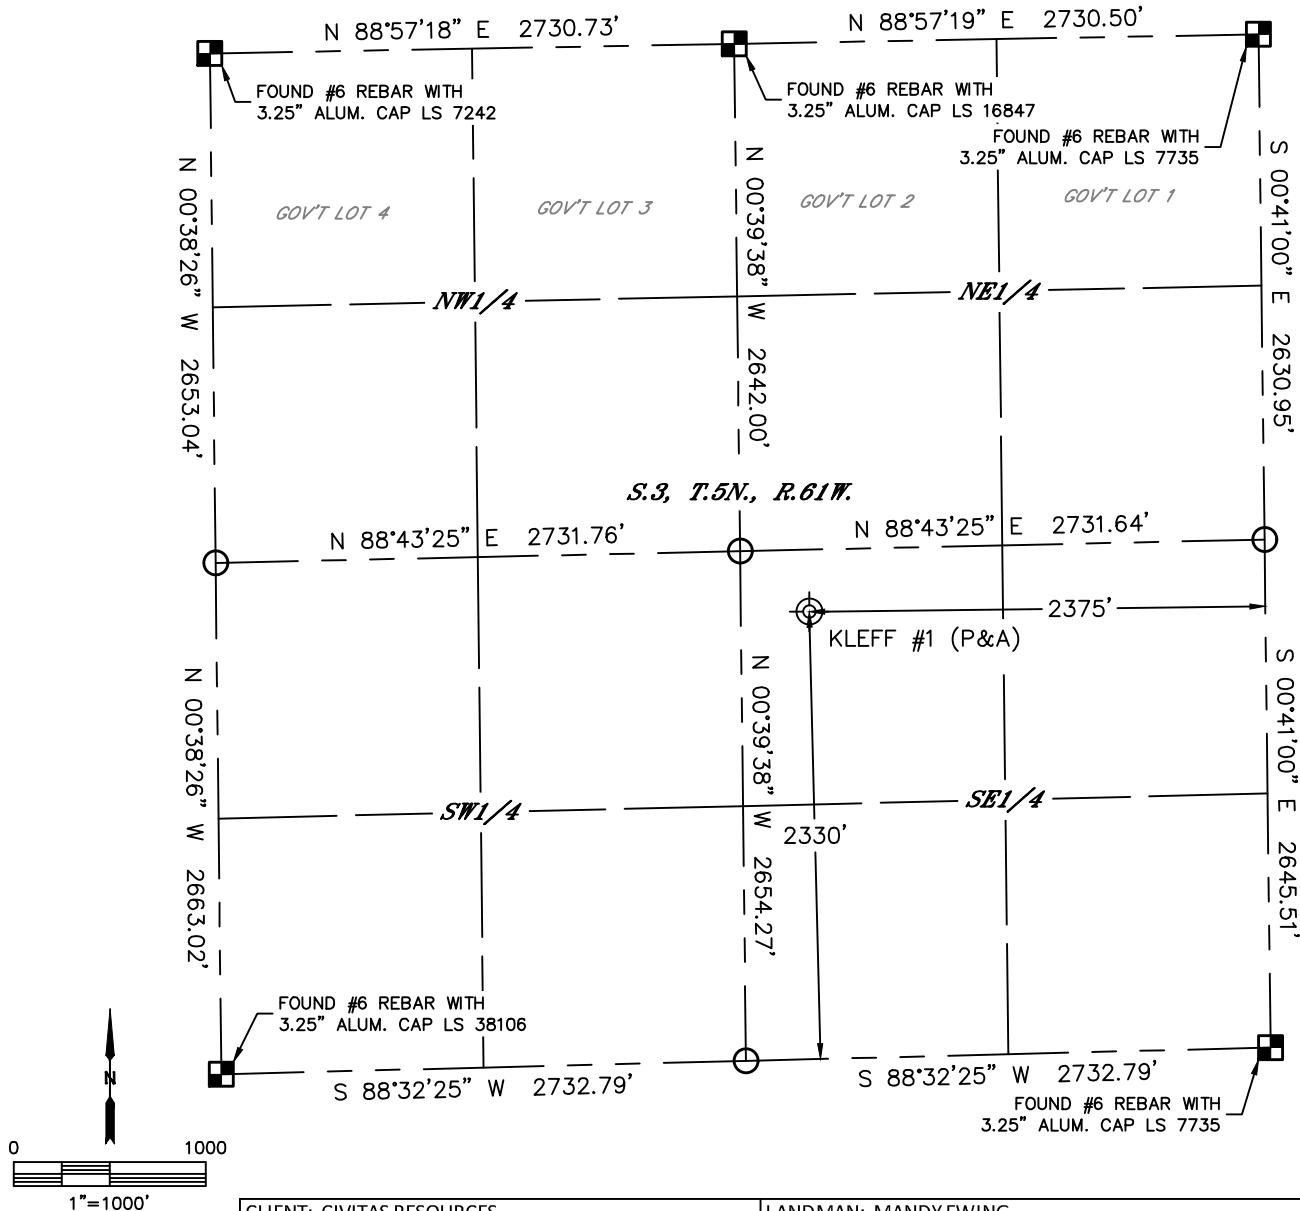 N 88°57'18" E 2730.73'
N 88°57'19" E 2730.50'
FOUND #6 REBAR WITH
3.25" ALUM. CAP LS 7242
FOUND #6 REBAR WITH
3.25" ALUM. CAP LS 16847
FOUND #6 REBAR WITH
3.25" ALUM. CAP LS 7735
N 00°38'26" W 2653.04'
N 00°39'38" W 2642.00'
S 00°41'00" E 2630.95'
GOV'T LOT 4
GOV'T LOT 3
GOV'T LOT 2
GOV'T LOT 1
NW1/4
NE1/4
S.3, T.5N., R.61W.
N 88°43'25" E 2731.76'
N 88°43'25" E 2731.64'
2375'
KLEFF #1 (P&A)
N 00°38'26" W 2663.02'
N 00°39'38" W 2654.27'
S 00°41'00" E 2645.51'
SW1/4
SE1/4
2330'
FOUND #6 REBAR WITH
3.25" ALUM. CAP LS 38106
S 88°32'25" W 2732.79'
S 88°32'25" W 2732.79'
FOUND #6 REBAR WITH
3.25" ALUM. CAP LS 7735
N
0 1000
1"=1000'
CLIENT: CIVITAS RESOURCES
LANDMAN: MANDY EWING